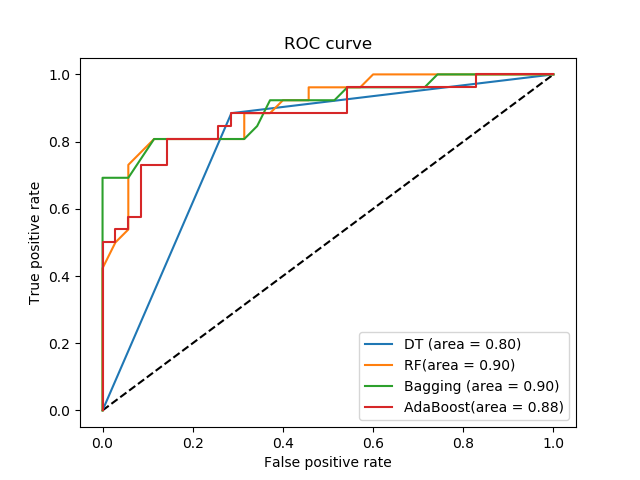 ROC curve
True positive rate
1.0
0.8
0.6
0.4
0.2
0.0
DT (area = 0.80)
RF(area = 0.90)
Bagging (area = 0.90)
AdaBoost(area = 0.88)
0.0 0.2 0.4 0.6 0.8 1.0
False positive rate